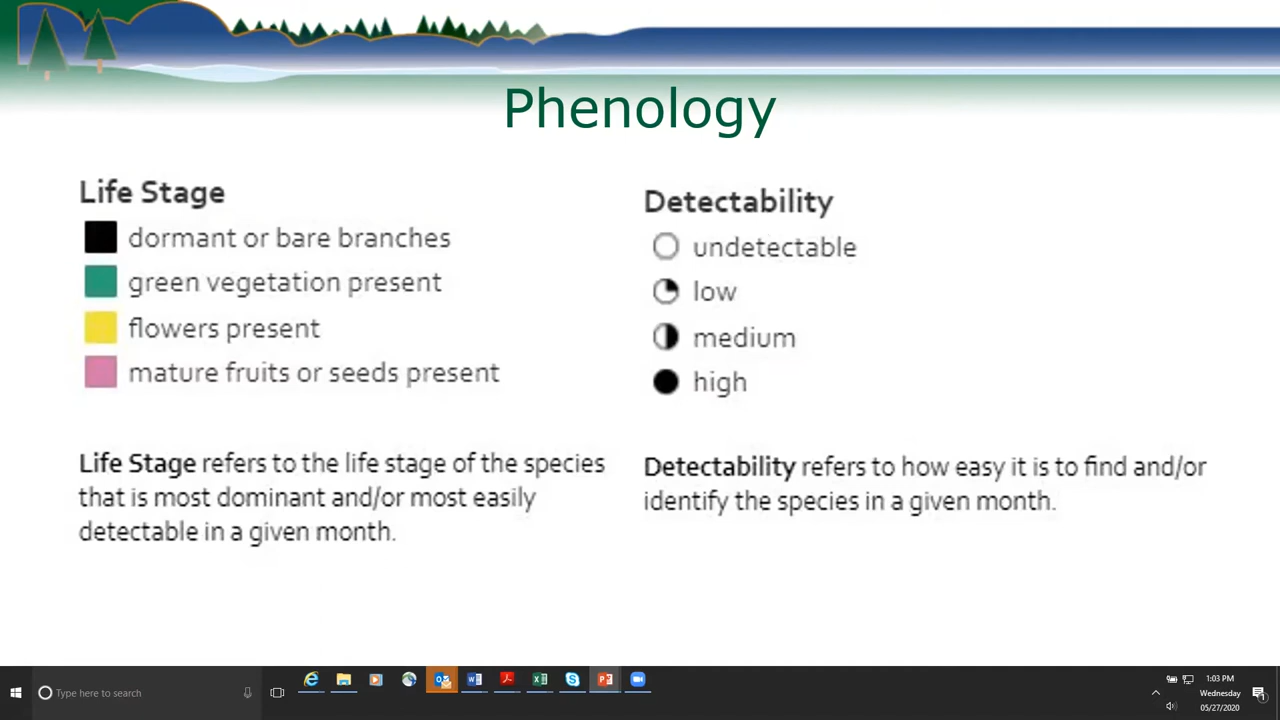 Phenology
Life Stage
dormant or bare branches
green vegetation present
flowers present
mature fruits or seeds present
Life Stage refers to the life stage of the species
that is most dominant and/or most easily
detectable in a given month.
Detectability
undetectable
low
medium
high
Detectability refers to how easy it is to find and/or
identify the species in a given month.
Type here to search
1:03 PM
Wednesday
05/27/2020